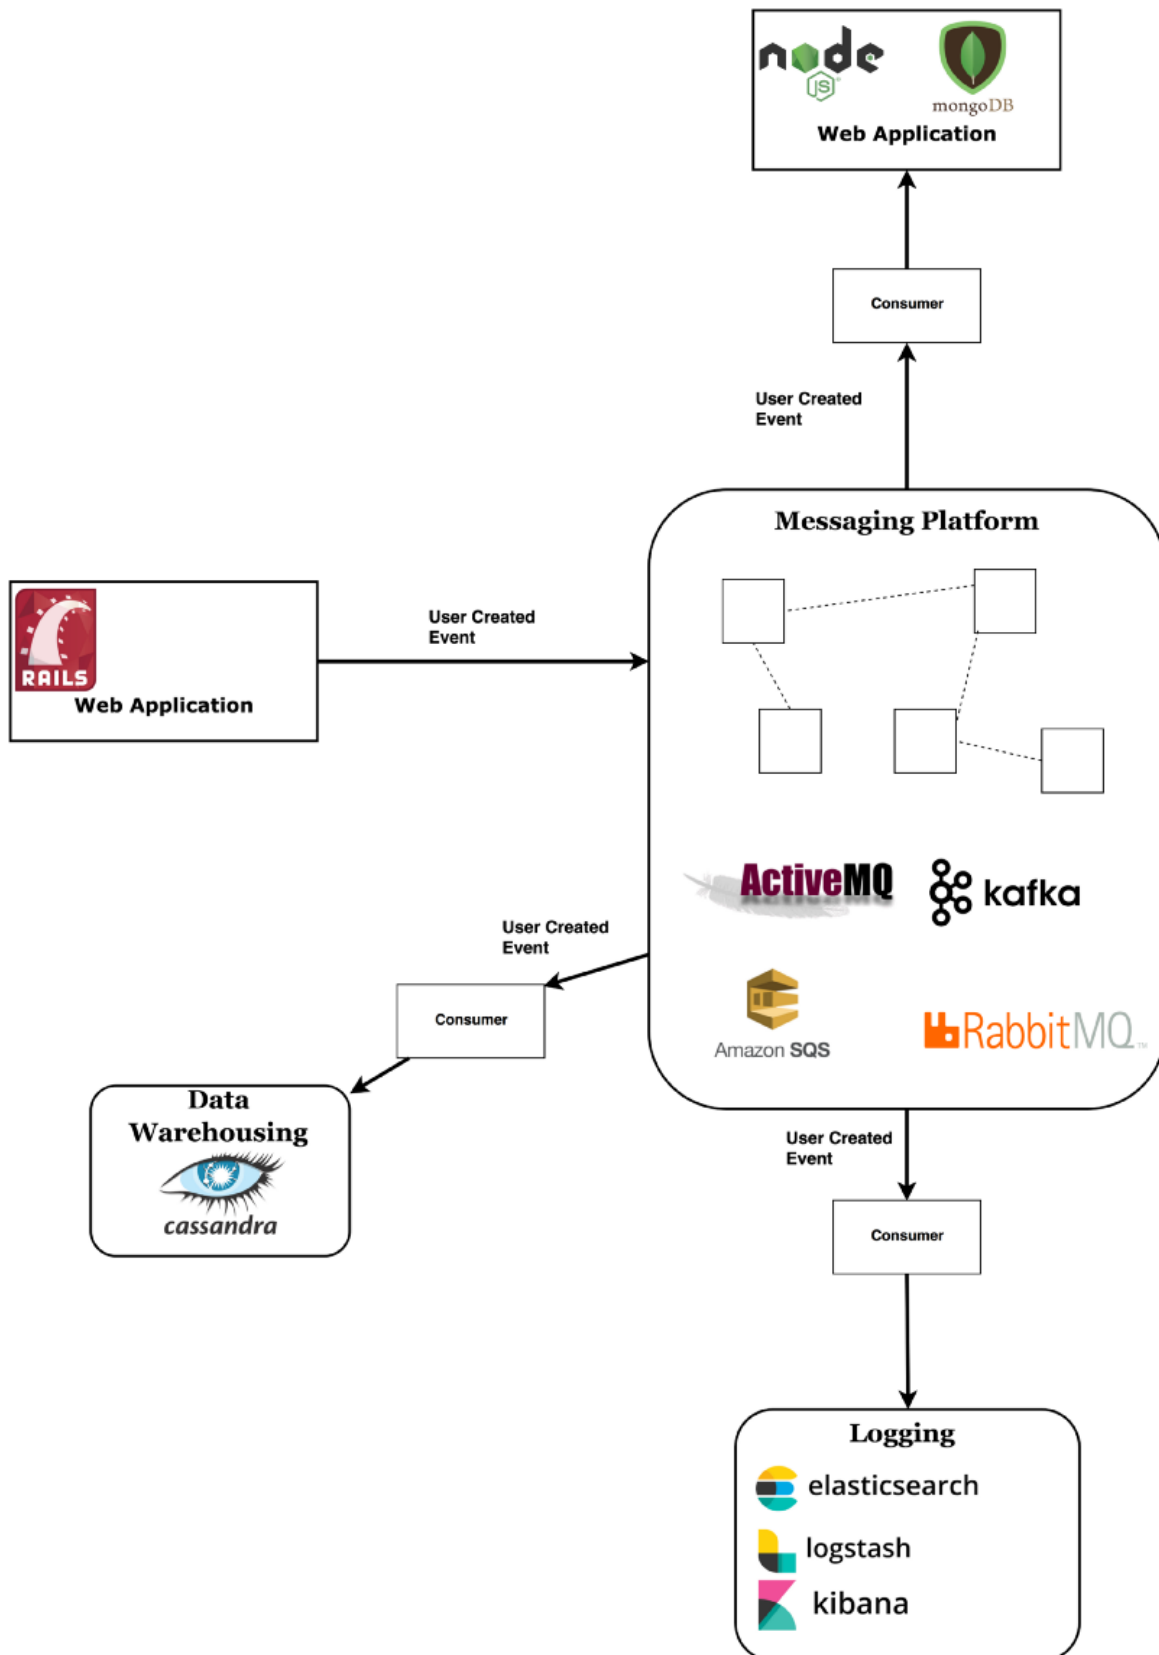 node
JS
mongoDB
Web Application
Consumer
User Created
Event
Messaging Platform
RAILS
Web Application
User Created
Event
ActiveMQ
kafka
Amazon SQS
RabbitMQ™
User Created
Event
Consumer
Data
Warehousing
cassandra
User Created
Event
Consumer
Logging
elasticsearch
logstash
kibana